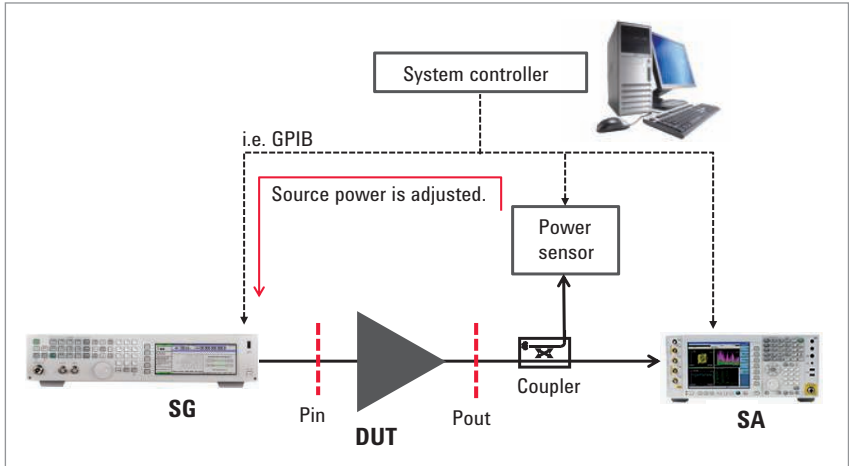 System controller
i.e. GPIB
Source power is adjusted.
Power
sensor
Coupler
Pin
Pout
SG
DUT
SA